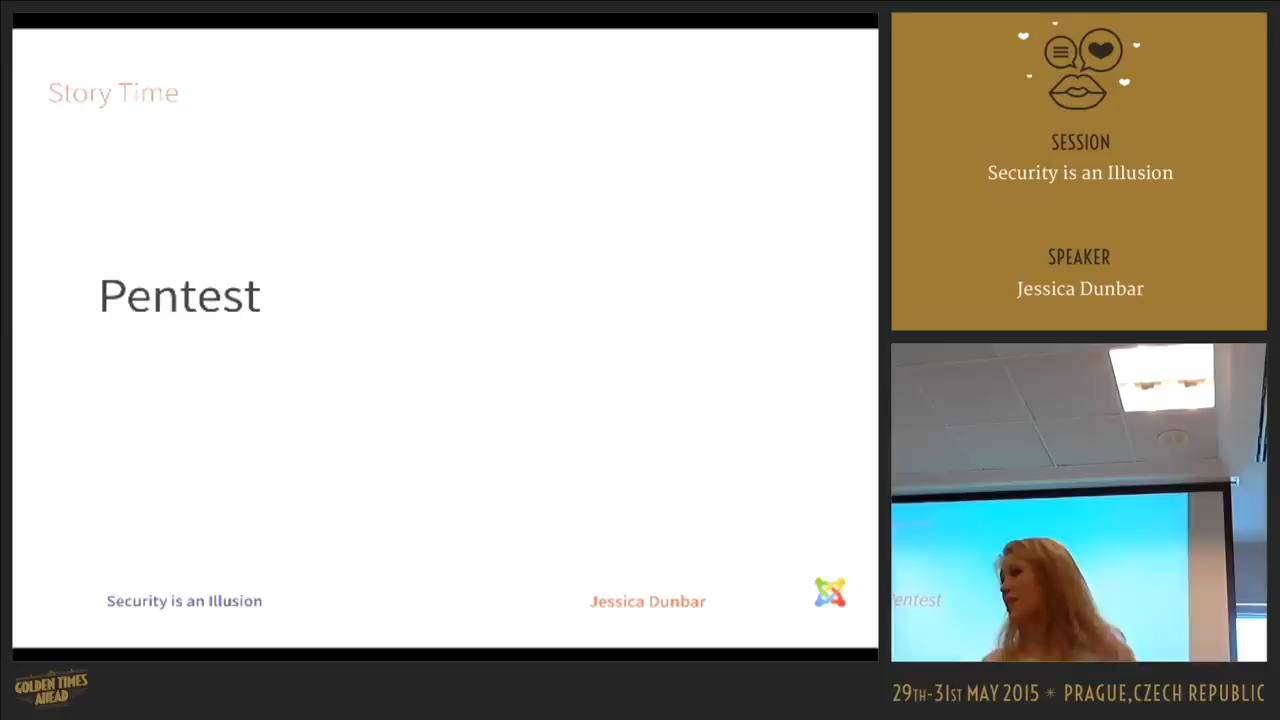 Story Time
Pentest
Security is an Illusion
Jessica Dunbar
SESSION
Security is an Illusion
SPEAKER
Jessica Dunbar
entest
GOLDEN TIMES
AHEAD
29TH-31ST MAY 2015 * PRAGUE, CZECH REPUBLIC